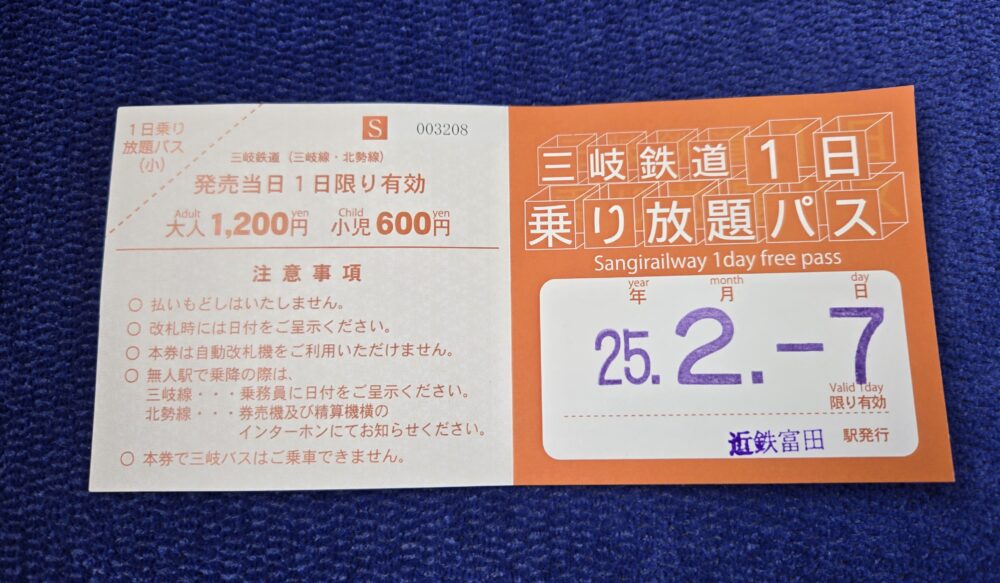 1日乗り
放題パス
(小)
S 003208
三岐鉄道(三岐線・北勢線)
発売当日1日限り有効
Adult yen Child yen
大人1,200円 小児600円
注意事項
○ 払いもどしはいたしません。
○ 改札時には日付をご呈示ください。
○ 本券は自動改札機をご利用いただけません。
○ 無人駅で乗降の際は、
三岐線・・・乗務員に日付をご呈示ください。
北勢線・・・券売機及び精算機横の
インターホンにてお知らせください。
○ 本券で三岐バスはご乗車できません。
三岐鉄道1日
乗り放題パス
Sangirailway 1day free pass
year month day
年 月 日
25.2.-7
Valid 1day
限り有効
近鉄富田 駅発行